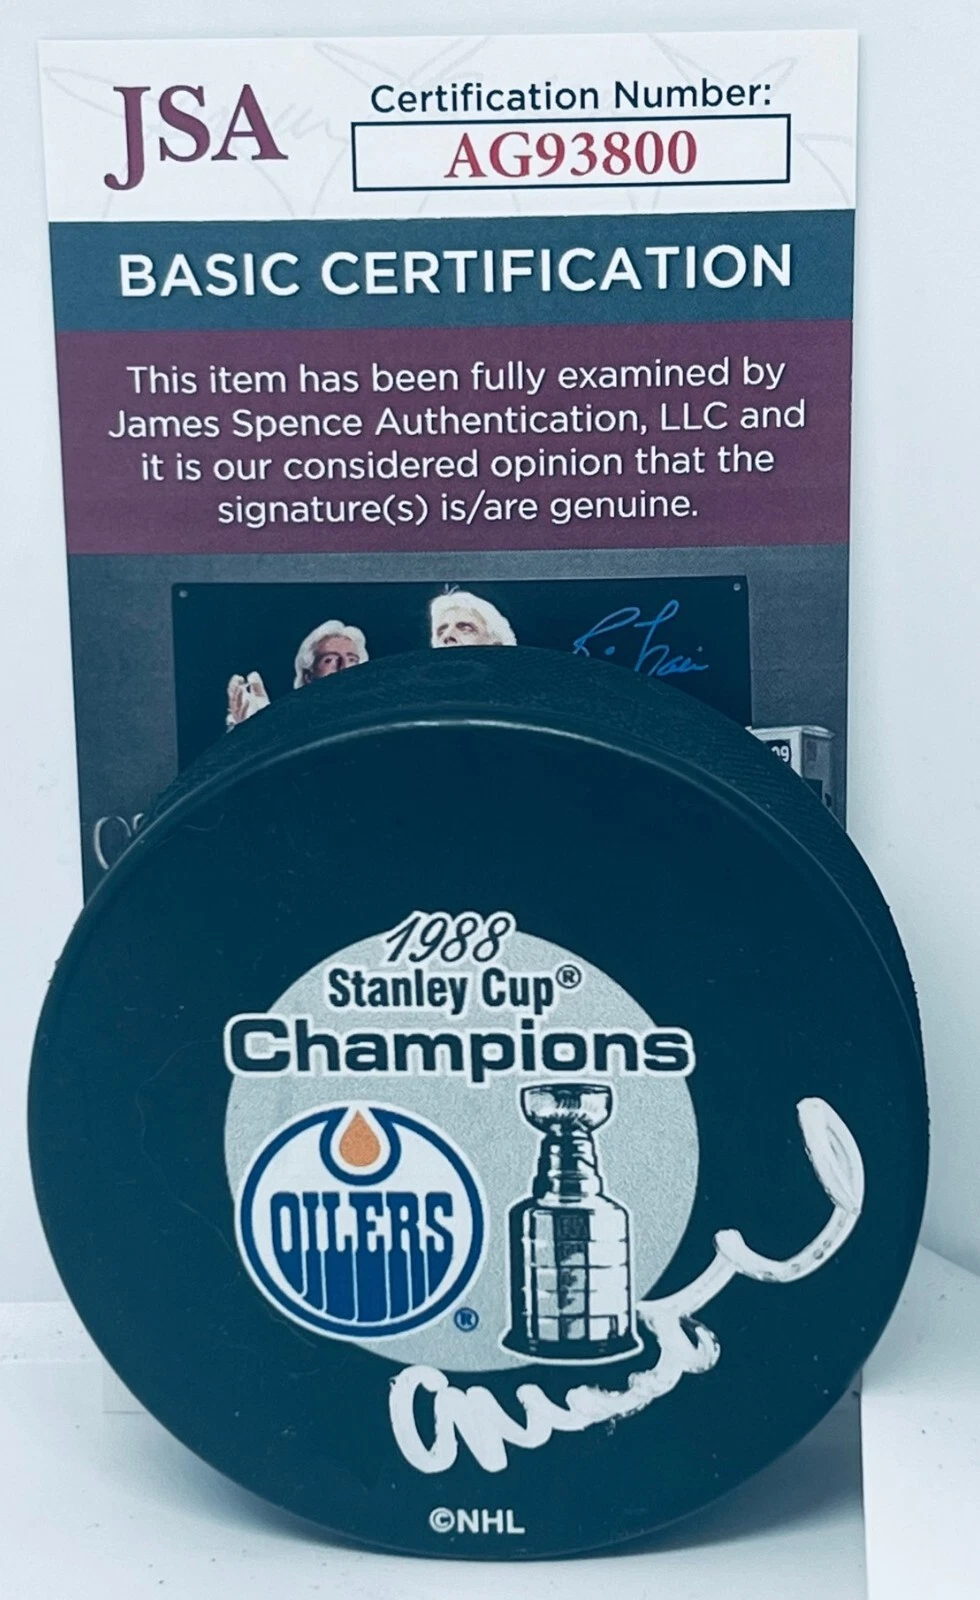 JSA
Certification Number:
AG93800
BASIC CERTIFICATION
This item has been fully examined by
James Spence Authentication, LLC and
it is our considered opinion that the
signature(s) is/are genuine.
1988
Stanley Cup®
Champions
OILERS
®
©NHL